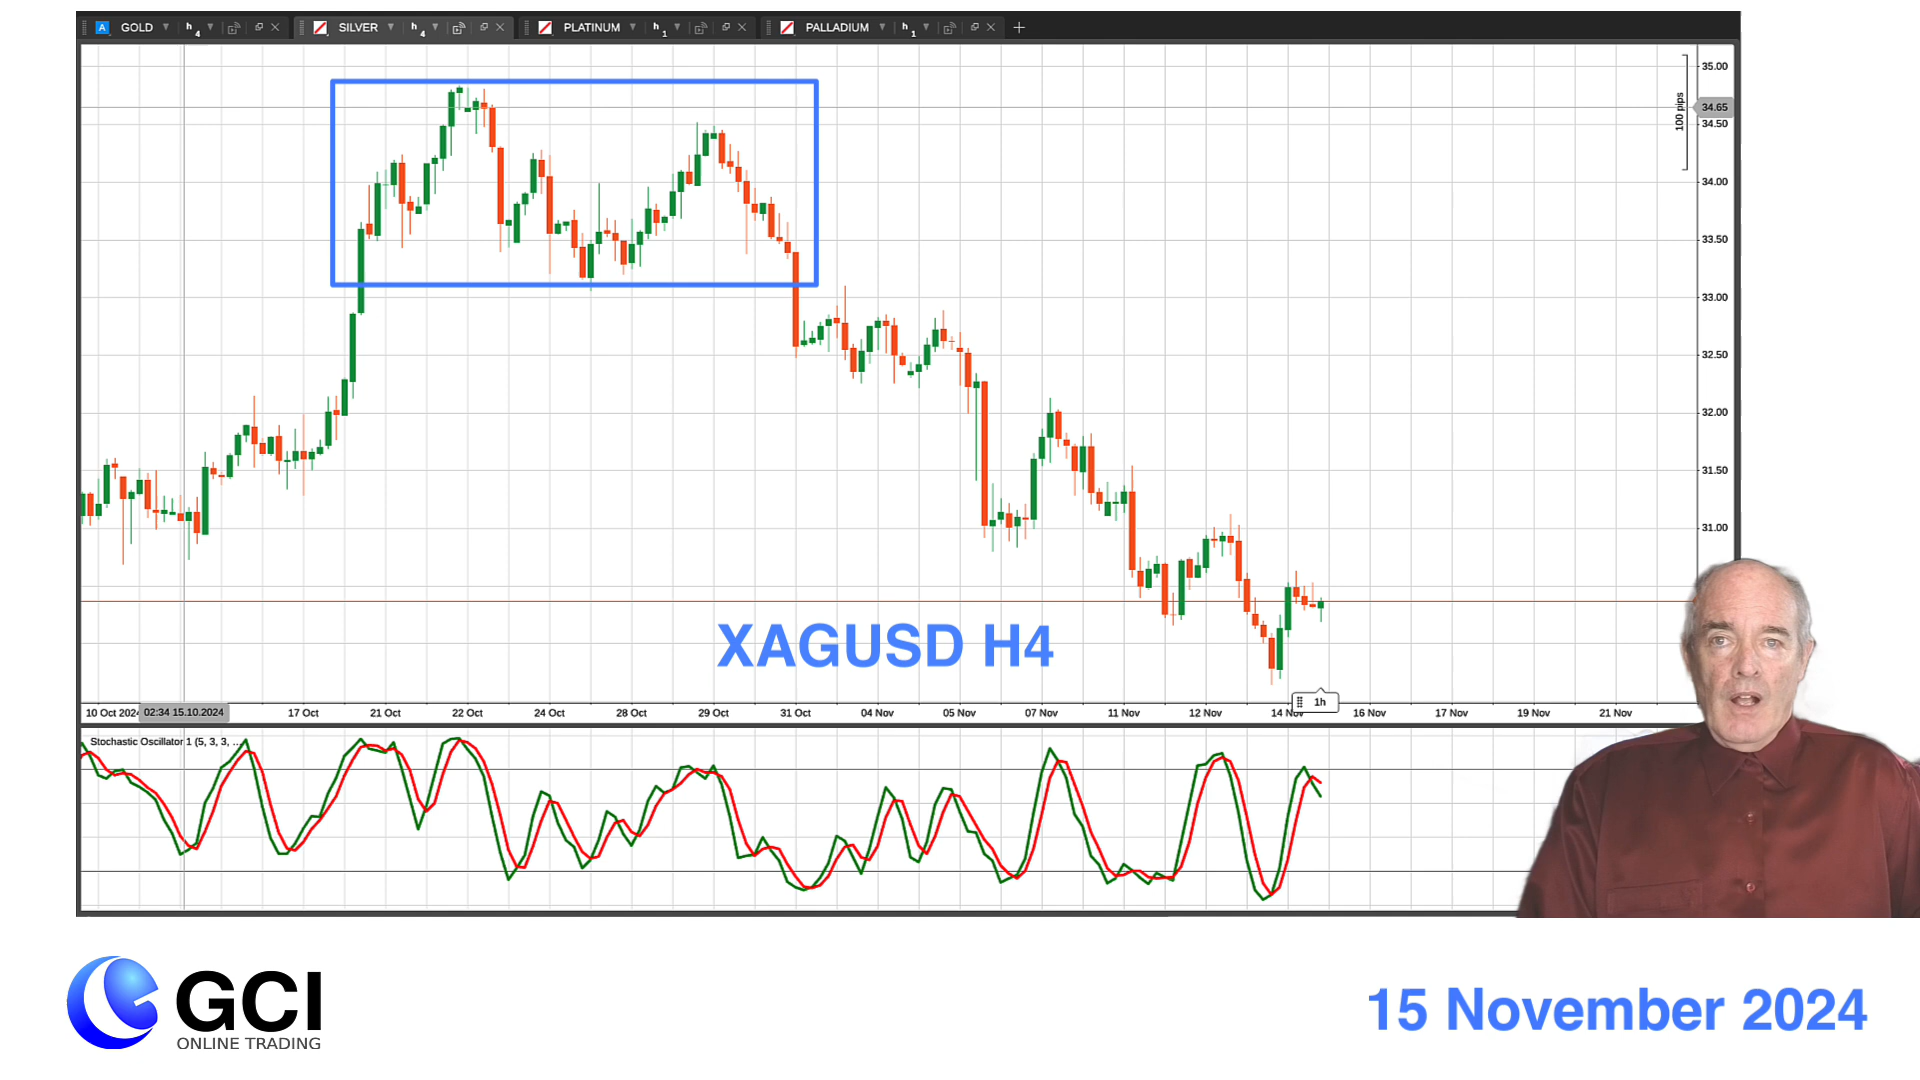 A GOLD h4 SILVER h4 PLATINUM h1 PALLADIUM h1
35.00
100 pips
34.65
34.50
34.00
33.50
33.00
32.50
32.00
31.50
31.00
XAGUSD H4
1h
10 Oct 2024 02:34 15.10.2024 17 Oct 21 Oct 22 Oct 24 Oct 28 Oct 29 Oct 31 Oct 04 Nov 05 Nov 07 Nov 11 Nov 12 Nov 14 Nov 16 Nov 17 Nov 19 Nov 21 Nov
Stochastic Oscillator 1 (5, 3, 3, ...
GCI
ONLINE TRADING
15 November 2024